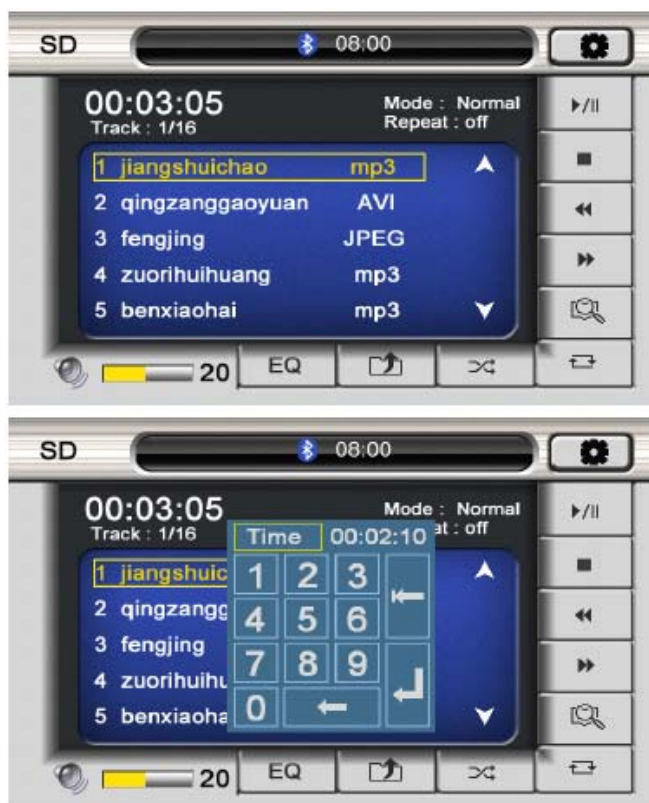 SD 08:00
00:03:05 Mode : Normal
Track : 1/16 Repeat : off
1 jiangshuichao mp3
2 qingzanggaoyuan AVI
3 fengjing JPEG
4 zuorihuihuang mp3
5 benxiaohai mp3
20 EQ
SD 08:00
00:03:05 Mode : Normal
Track : 1/16 at : off
Time 00:02:10
1 jiangshuic
2 qingzangg
3 fengjing
4 zuorihuihu
5 benxiaoha
1 2 3
4 5 6
7 8 9
0
20 EQ